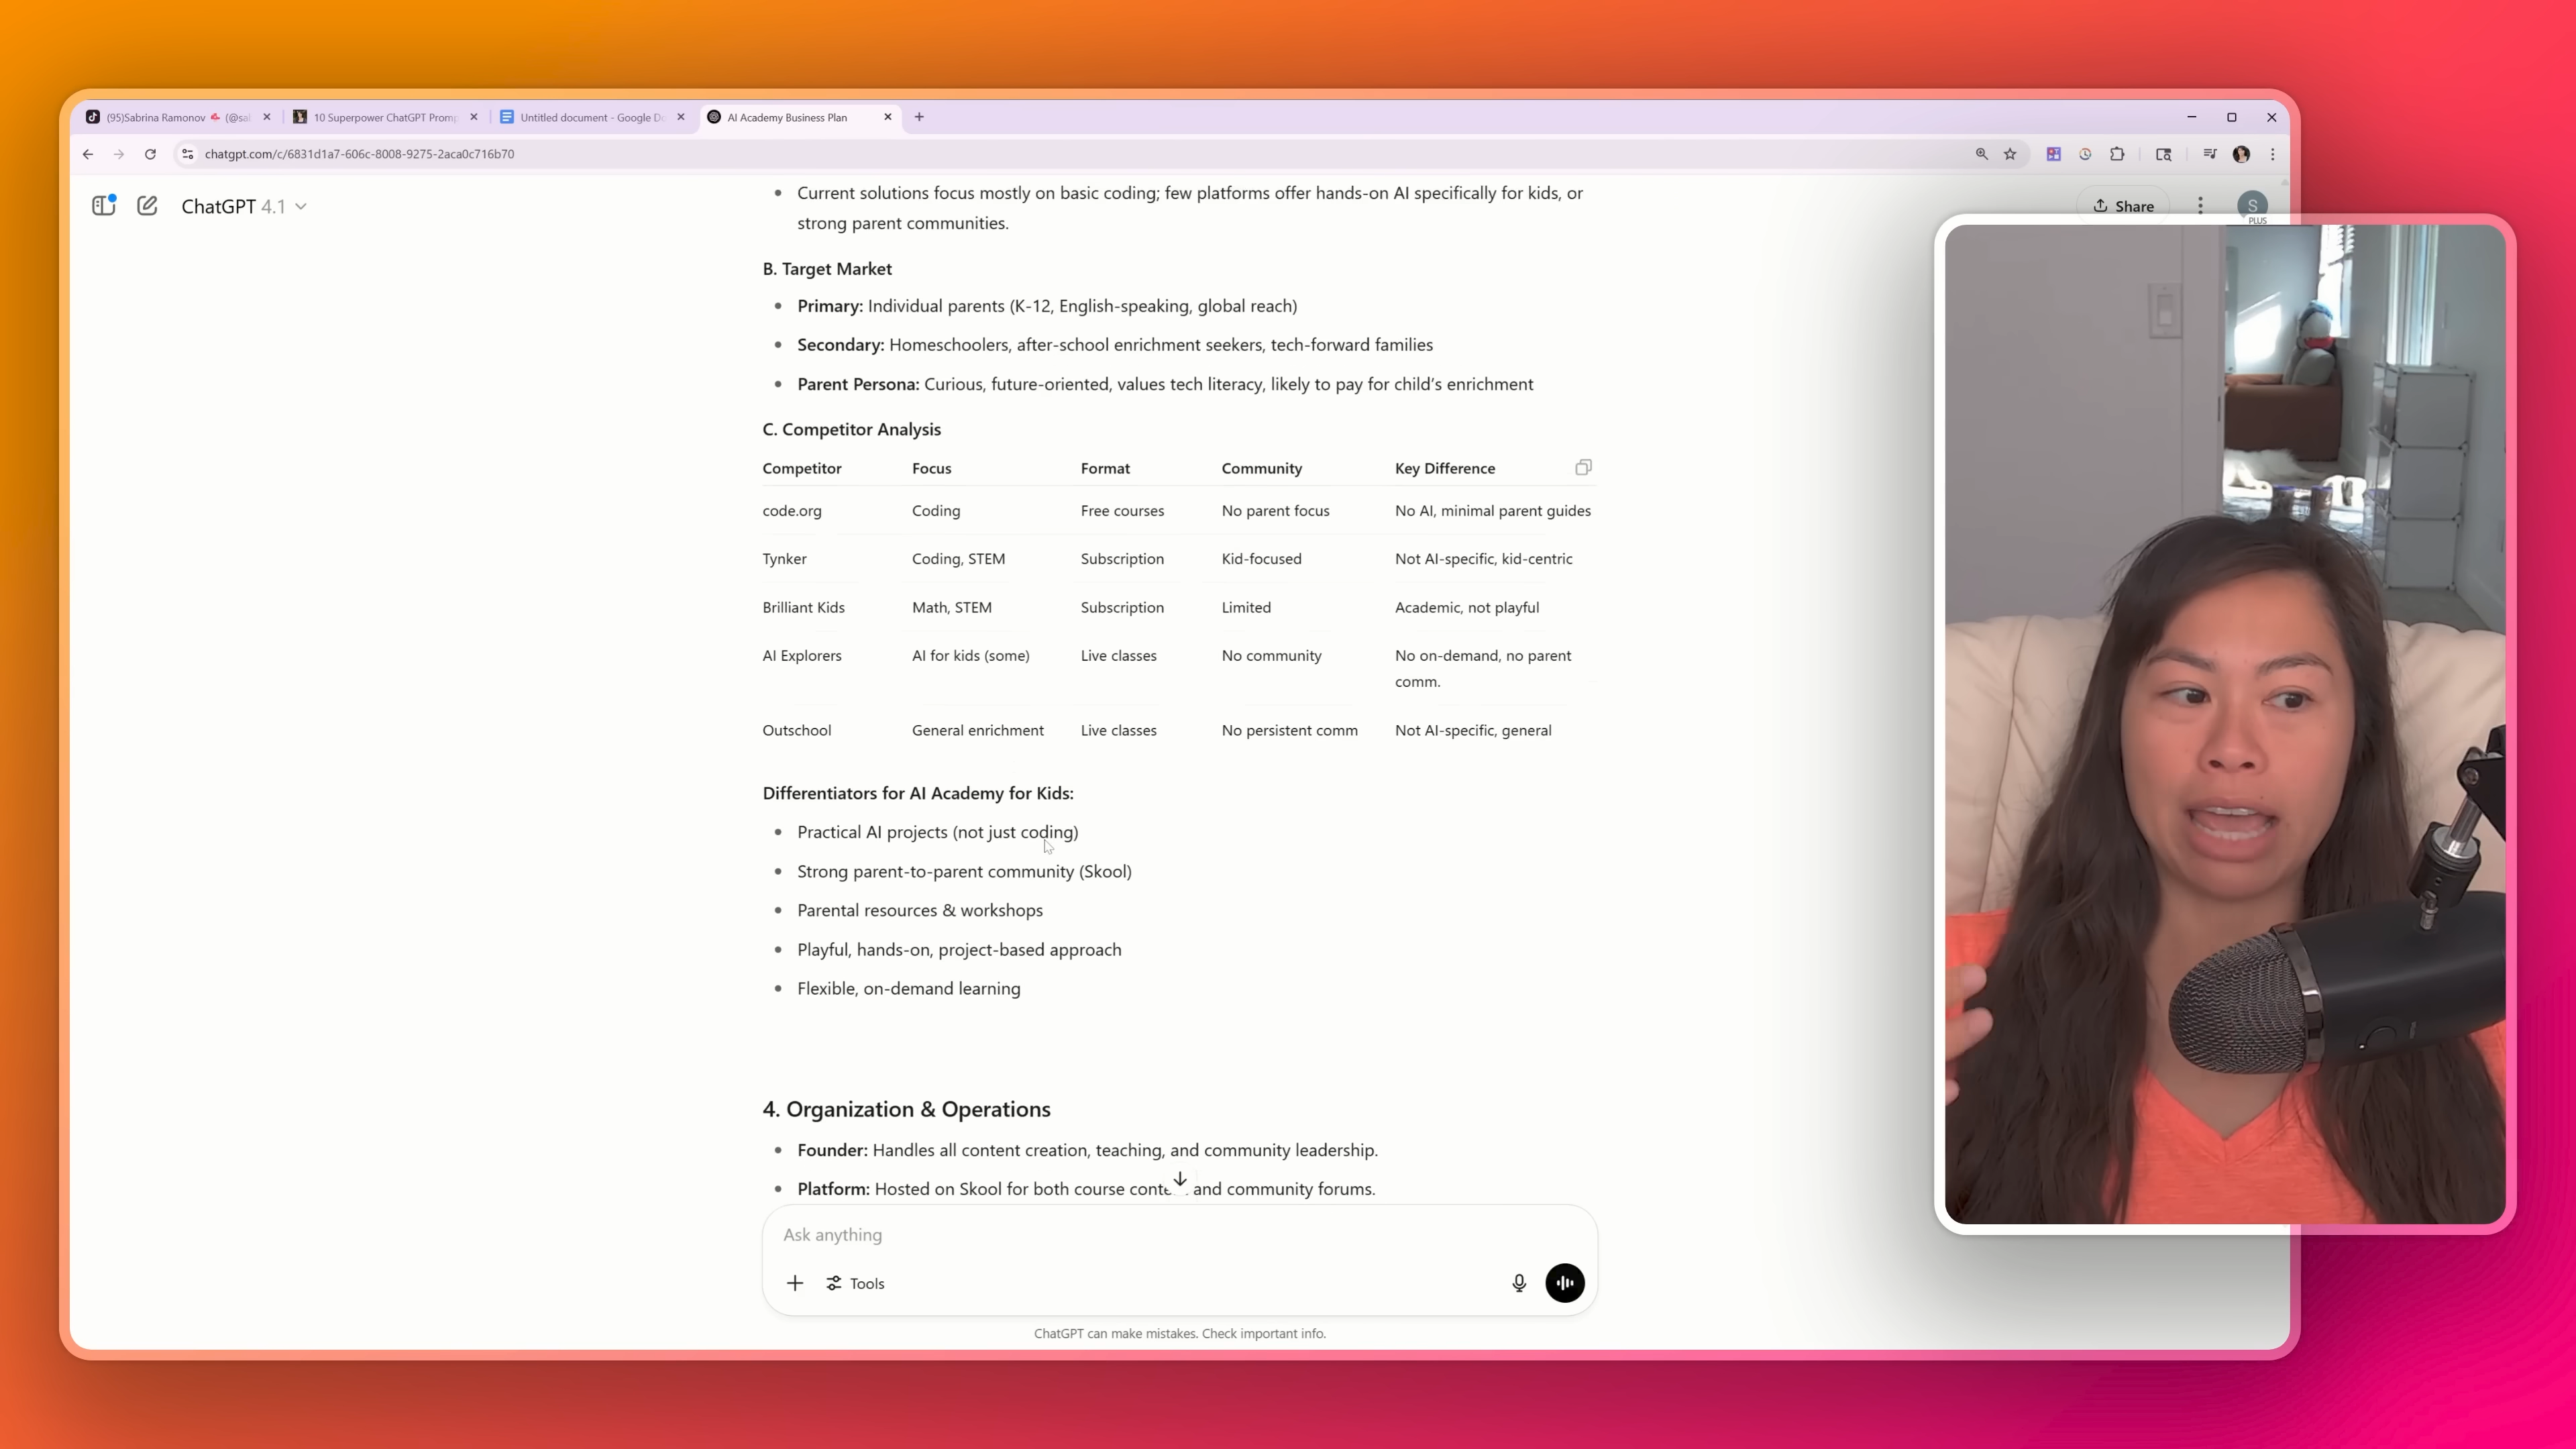 (95)Sabrina Ramonov
10 Superpower ChatGPT Promp
Untitled document - Google Do
AI Academy Business Plan
chatgpt.com/c/6831d1a7-606c-8008-9275-2aca0c716b70
ChatGPT 4.1
Share
S
PLUS
Current solutions focus mostly on basic coding; few platforms offer hands-on AI specifically for kids, or
strong parent communities.
B. Target Market
Primary: Individual parents (K-12, English-speaking, global reach)
Secondary: Homeschoolers, after-school enrichment seekers, tech-forward families
Parent Persona: Curious, future-oriented, values tech literacy, likely to pay for child’s enrichment
C. Competitor Analysis
Competitor Focus Format Community Key Difference
code.org Coding Free courses No parent focus No AI, minimal parent guides
Tynker Coding, STEM Subscription Kid-focused Not AI-specific, kid-centric
Brilliant Kids Math, STEM Subscription Limited Academic, not playful
AI Explorers AI for kids (some) Live classes No community No on-demand, no parent
comm.
Outschool General enrichment Live classes No persistent comm Not AI-specific, general
Differentiators for AI Academy for Kids:
Practical AI projects (not just coding)
Strong parent-to-parent community (Skool)
Parental resources & workshops
Playful, hands-on, project-based approach
Flexible, on-demand learning
4. Organization & Operations
Founder: Handles all content creation, teaching, and community leadership.
Platform: Hosted on Skool for both course and community forums.
Ask anything
Tools
ChatGPT can make mistakes. Check important info.